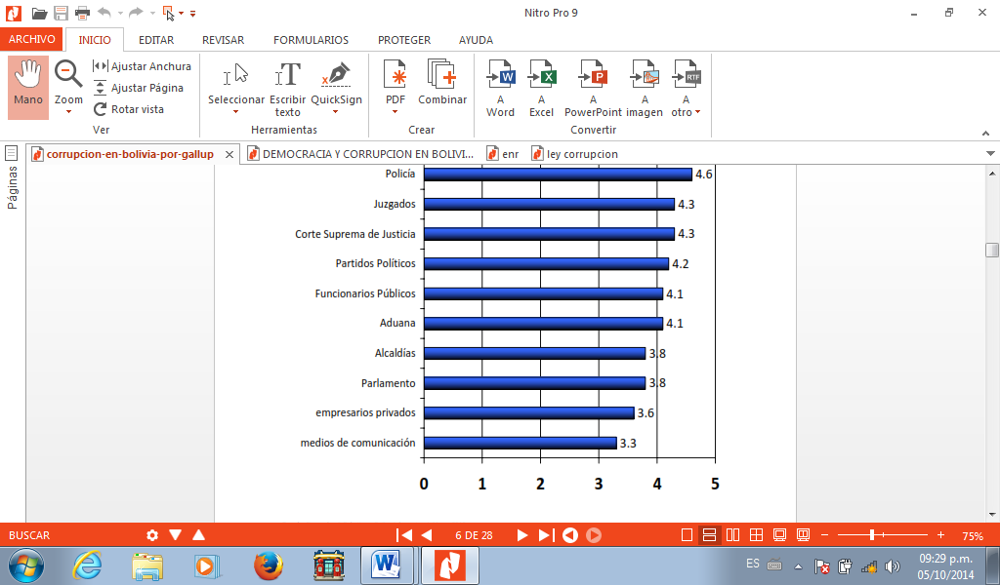 Nitro Pro 9
ARCHIVO INICIO EDITAR REVISAR FORMULARIOS PROTEGER AYUDA
Mano
Zoom
Ajustar Anchura
Ajustar Página
Rotar vista
Ver
Seleccionar
Escribir texto
QuickSign
Herramientas
PDF
Combinar
Crear
A Word
A Excel
A PowerPoint
A imagen
A otro
Convertir
corrupcion-en-bolivia-por-gallup
DEMOCRACIA Y CORRUPCION EN BOLIVI...
enr
ley corrupcion
Páginas
Policía 4.6
Juzgados 4.3
Corte Suprema de Justicia 4.3
Partidos Políticos 4.2
Funcionarios Públicos 4.1
Aduana 4.1
Alcaldías 3.8
Parlamento 3.8
empresarios privados 3.6
medios de comunicación 3.3
0 1 2 3 4 5
BUSCAR
6 DE 28
75%
ES
09:29 p.m.
05/10/2014